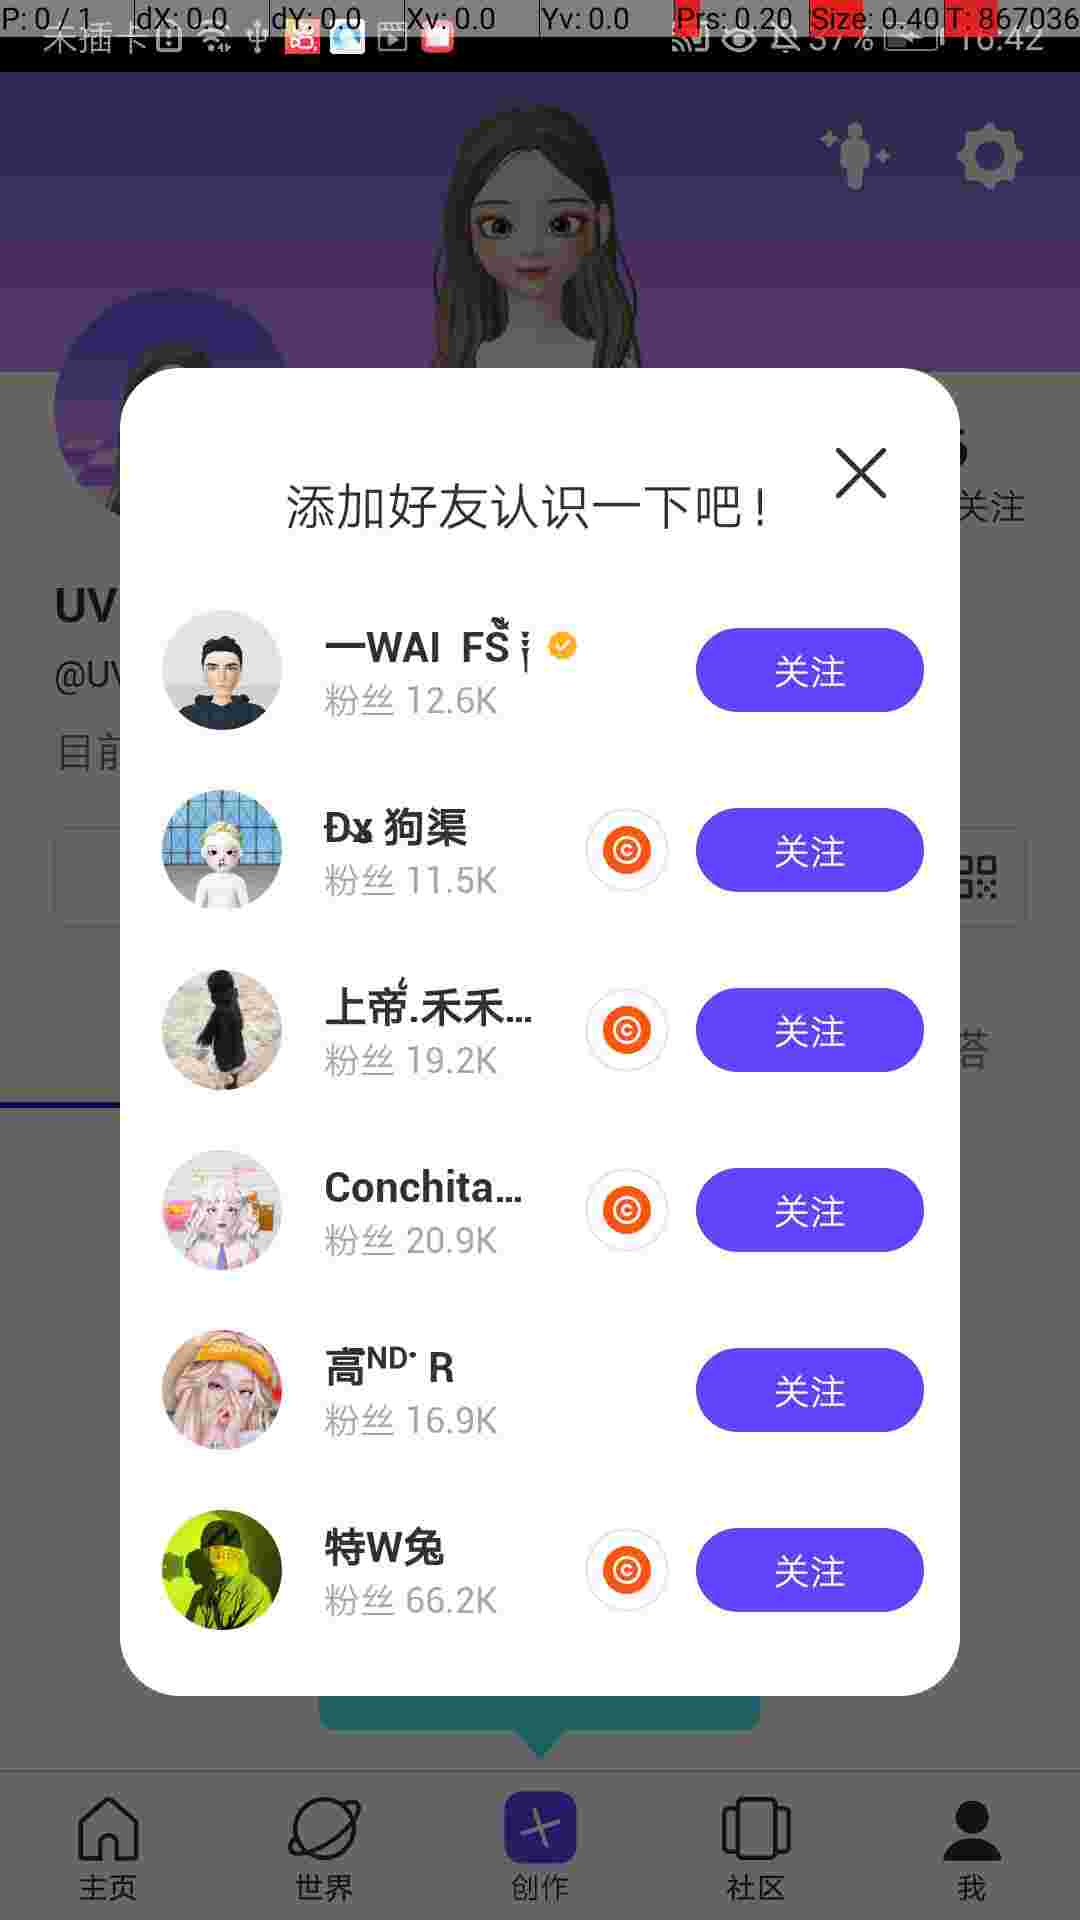 P: 0 / 1 dX: 0.0 dY: 0.0 Xv: 0.0 Yv: 0.0 Prs: 0.20 Size: 0.40 T: 867036
未插卡 37% 16:42
关注
添加好友认识一下吧！
UV
@UV
目前
一WAI FS
粉丝 12.6K
关注
Ðx 狗渠
粉丝 11.5K
关注
上帝.禾禾...
粉丝 19.2K
关注
答
Conchita...
粉丝 20.9K
关注
高ᴺᴰ· R
粉丝 16.9K
关注
特W兔
粉丝 66.2K
关注
主页 世界 创作 社区 我